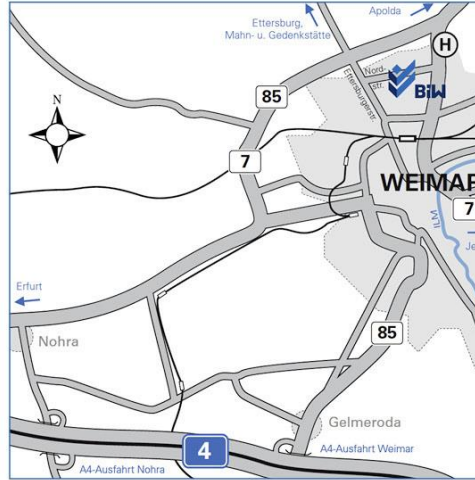 Ettersburg,
Mahn- u. Gedenkstätte
Apolda
H
Nord-
str.
Ettersburgerstr.
BiW
85
N
7
WEIMAR
7
ILM
Je
Erfurt
Nohra
85
Gelmeroda
4
A4-Ausfahrt Weimar
A4-Ausfahrt Nohra